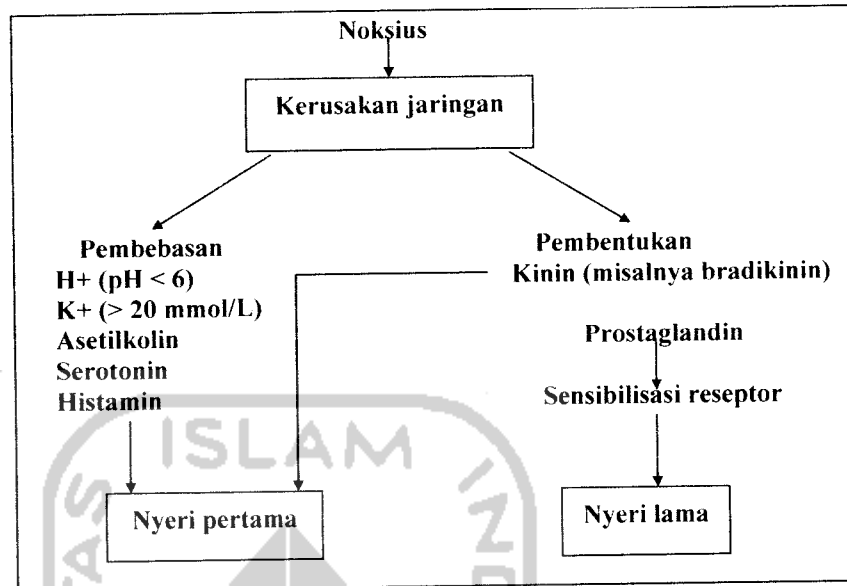 Noksius
Kerusakan jaringan
Pembebasan
H+ (pH < 6)
K+ (> 20 mmol/L)
Asetilkolin
Serotonin
Histamin
Pembentukan
Kinin (misalnya bradikinin)
Prostaglandin
Sensibilisasi reseptor
Nyeri pertama
Nyeri lama
ISLAM